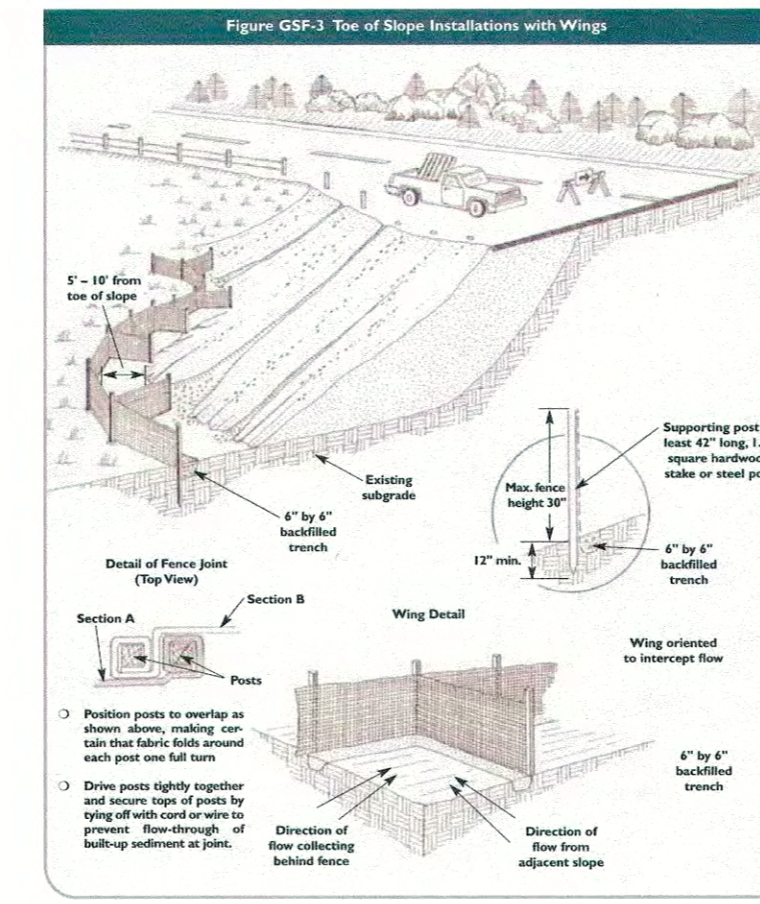 Figure GSF-3 Toe of Slope Installations with Wings
5' – 10' from
toe of slope
Existing
subgrade
6" by 6"
backfilled
trench
Supporting post
least 42" long, 1.
square hardwoo
stake or steel po
Max. fence
height 30"
12" min.
6" by 6"
backfilled
trench
Detail of Fence Joint
(Top View)
Section A
Section B
Posts
❍ Position posts to overlap as
shown above, making cer-
tain that fabric folds around
each post one full turn
❍ Drive posts tightly together
and secure tops of posts by
tying off with cord or wire to
prevent flow-through of
built-up sediment at joint.
Wing Detail
Wing oriented
to intercept flow
6" by 6"
backfilled
trench
Direction of
flow collecting
behind fence
Direction of
flow from
adjacent slope